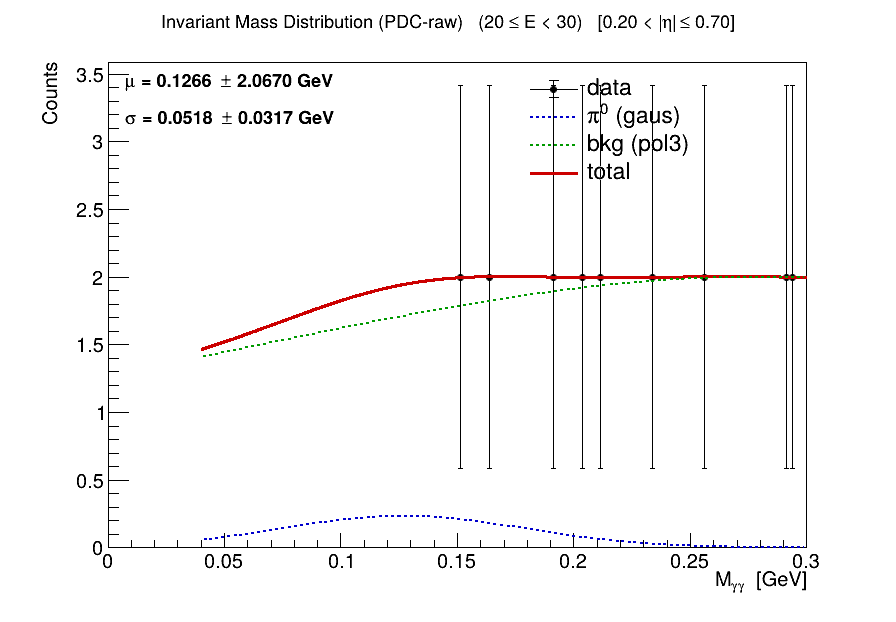 Invariant Mass Distribution (PDC-raw) (20 ≤ E < 30) [0.20 < |η| ≤ 0.70]
Counts
μ = 0.1266 ± 2.0670 GeV
σ = 0.0518 ± 0.0317 GeV
data
π⁰ (gaus)
bkg (pol3)
total
3.5
3
2.5
2
1.5
1
0.5
0
0
0.05
0.1
0.15
0.2
0.25
0.3
Mγγ [GeV]